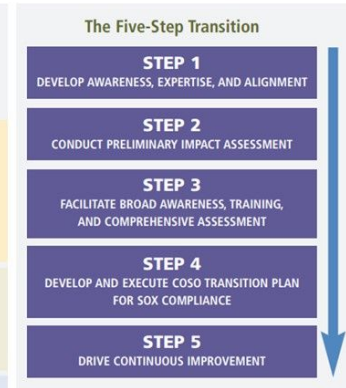 The Five-Step Transition
STEP 1
DEVELOP AWARENESS, EXPERTISE, AND ALIGNMENT
STEP 2
CONDUCT PRELIMINARY IMPACT ASSESSMENT
STEP 3
FACILITATE BROAD AWARENESS, TRAINING,
AND COMPREHENSIVE ASSESSMENT
STEP 4
DEVELOP AND EXECUTE COSO TRANSITION PLAN
FOR SOX COMPLIANCE
STEP 5
DRIVE CONTINUOUS IMPROVEMENT